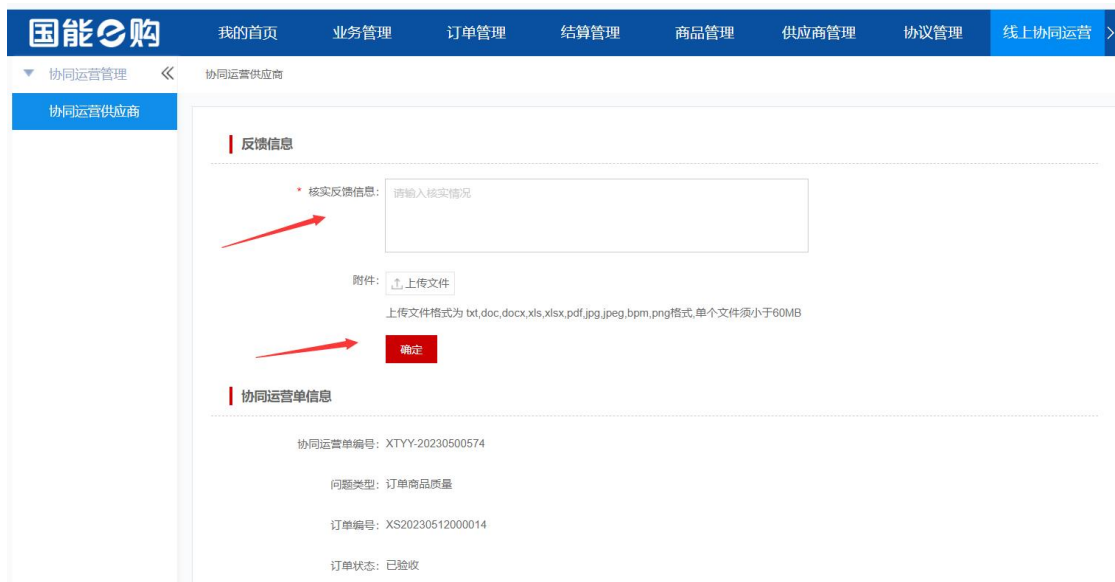 国能e购 我的首页 业务管理 订单管理 结算管理 商品管理 供应商管理 协议管理 线上协同运营
协同运营管理 协同运营供应商
协同运营供应商
反馈信息
* 核实反馈信息: 请输入核实情况
附件: 上传文件
上传文件格式为 txt,doc,docx,xls,xlsx,pdf,jpg,jpeg,bpm,png格式,单个文件须小于60MB
确定
协同运营单信息
协同运营单编号: XTYY-20230500574
问题类型: 订单商品质量
订单编号: XS20230512000014
订单状态: 已验收